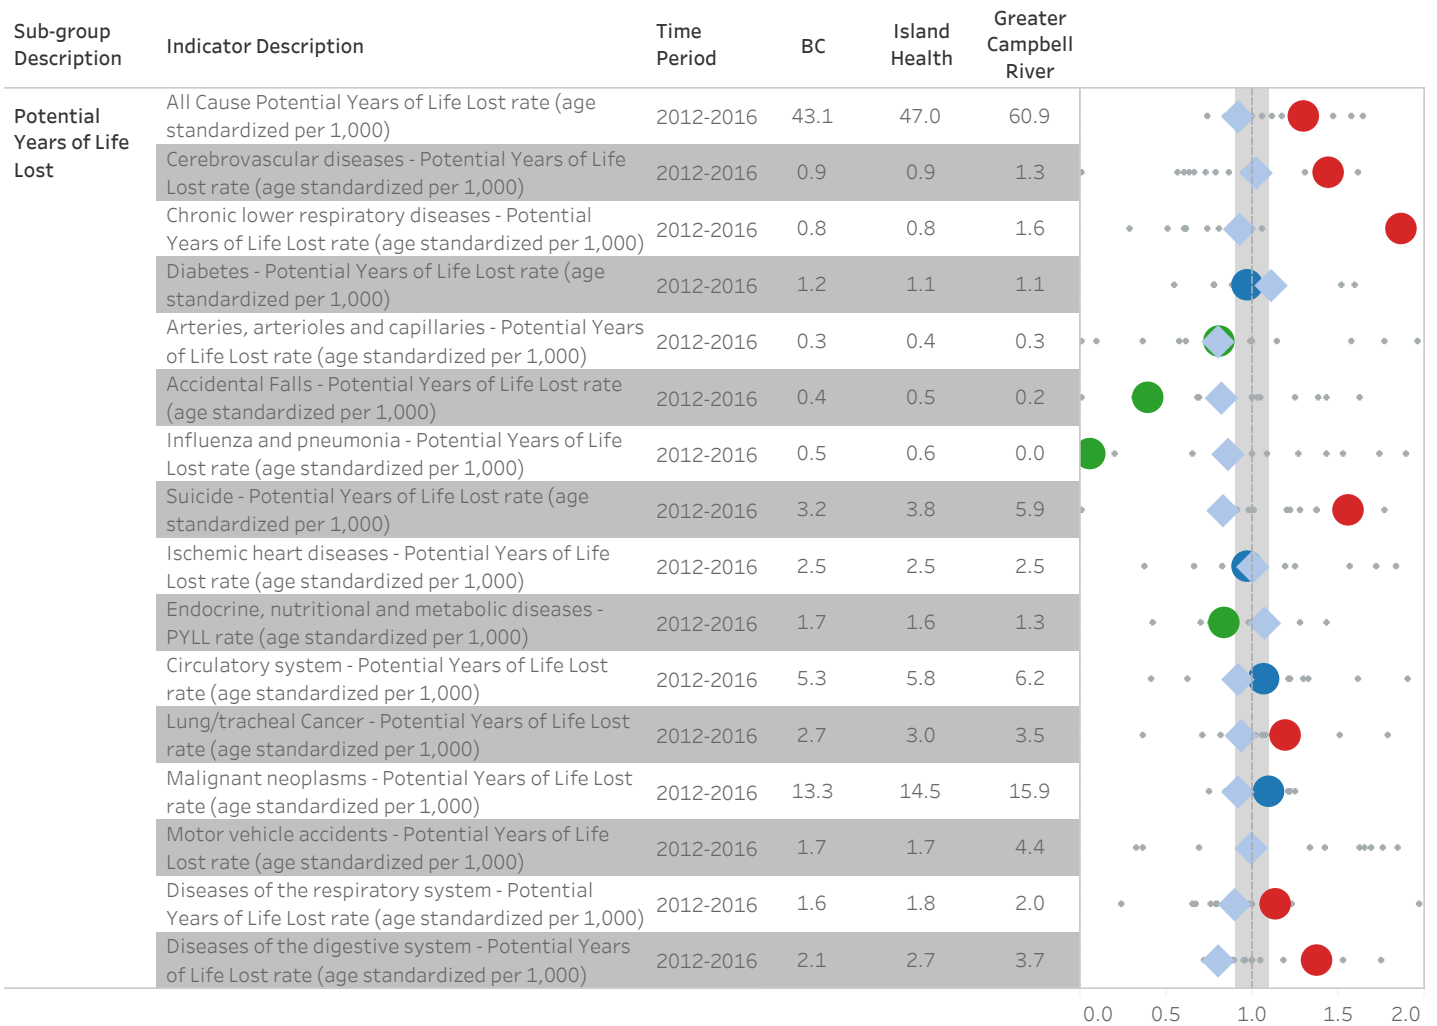 Sub-group
Description
Indicator Description
Time
Period
BC
Island
Health
Greater
Campbell
River
Potential
Years of Life
Lost
All Cause Potential Years of Life Lost rate (age
standardized per 1,000)
2012-2016 43.1 47.0 60.9
Cerebrovascular diseases - Potential Years of Life
Lost rate (age standardized per 1,000)
2012-2016 0.9 0.9 1.3
Chronic lower respiratory diseases - Potential
Years of Life Lost rate (age standardized per 1,000)
2012-2016 0.8 0.8 1.6
Diabetes - Potential Years of Life Lost rate (age
standardized per 1,000)
2012-2016 1.2 1.1 1.1
Arteries, arterioles and capillaries - Potential Years
of Life Lost rate (age standardized per 1,000)
2012-2016 0.3 0.4 0.3
Accidental Falls - Potential Years of Life Lost rate
(age standardized per 1,000)
2012-2016 0.4 0.5 0.2
Influenza and pneumonia - Potential Years of Life
Lost rate (age standardized per 1,000)
2012-2016 0.5 0.6 0.0
Suicide - Potential Years of Life Lost rate (age
standardized per 1,000)
2012-2016 3.2 3.8 5.9
Ischemic heart diseases - Potential Years of Life
Lost rate (age standardized per 1,000)
2012-2016 2.5 2.5 2.5
Endocrine, nutritional and metabolic diseases -
PYLL rate (age standardized per 1,000)
2012-2016 1.7 1.6 1.3
Circulatory system - Potential Years of Life Lost
rate (age standardized per 1,000)
2012-2016 5.3 5.8 6.2
Lung/tracheal Cancer - Potential Years of Life Lost
rate (age standardized per 1,000)
2012-2016 2.7 3.0 3.5
Malignant neoplasms - Potential Years of Life Lost
rate (age standardized per 1,000)
2012-2016 13.3 14.5 15.9
Motor vehicle accidents - Potential Years of Life
Lost rate (age standardized per 1,000)
2012-2016 1.7 1.7 4.4
Diseases of the respiratory system - Potential
Years of Life Lost rate (age standardized per 1,000)
2012-2016 1.6 1.8 2.0
Diseases of the digestive system - Potential Years
of Life Lost rate (age standardized per 1,000)
2012-2016 2.1 2.7 3.7
0.0 0.5 1.0 1.5 2.0